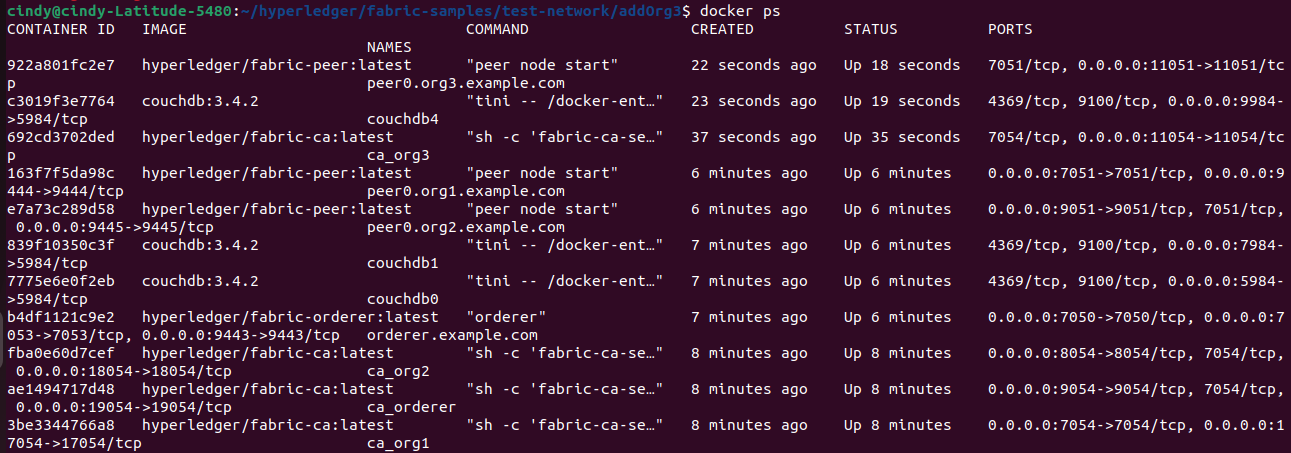 cindy@cindy-Latitude-5480:~/hyperledger/fabric-samples/test-network/addOrg3$ docker ps
CONTAINER ID   IMAGE                               COMMAND                  CREATED          STATUS          PORTS
                                        NAMES
922a801fc2e7   hyperledger/fabric-peer:latest      "peer node start"        22 seconds ago   Up 18 seconds   7051/tcp, 0.0.0.0:11051->11051/tc
p                                       peer0.org3.example.com
c3019f3e7764   couchdb:3.4.2                       "tini -- /docker-ent…"   23 seconds ago   Up 19 seconds   4369/tcp, 9100/tcp, 0.0.0.0:9984-
>5984/tcp                               couchdb4
692cd3702ded   hyperledger/fabric-ca:latest        "sh -c 'fabric-ca-se…"   37 seconds ago   Up 35 seconds   7054/tcp, 0.0.0.0:11054->11054/tc
p                                       ca_org3
163f7f5da98c   hyperledger/fabric-peer:latest      "peer node start"        6 minutes ago    Up 6 minutes    0.0.0.0:7051->7051/tcp, 0.0.0.0:9
444->9444/tcp                           peer0.org1.example.com
e7a73c289d58   hyperledger/fabric-peer:latest      "peer node start"        6 minutes ago    Up 6 minutes    0.0.0.0:9051->9051/tcp, 7051/tcp,
 0.0.0.0:9445->9445/tcp                 peer0.org2.example.com
839f10350c3f   couchdb:3.4.2                       "tini -- /docker-ent…"   7 minutes ago    Up 6 minutes    4369/tcp, 9100/tcp, 0.0.0.0:7984-
>5984/tcp                               couchdb1
7775e6e0f2eb   couchdb:3.4.2                       "tini -- /docker-ent…"   7 minutes ago    Up 6 minutes    4369/tcp, 9100/tcp, 0.0.0.0:5984-
>5984/tcp                               couchdb0
b4df1121c9e2   hyperledger/fabric-orderer:latest   "orderer"                7 minutes ago    Up 6 minutes    0.0.0.0:7050->7050/tcp, 0.0.0.0:7
053->7053/tcp, 0.0.0.0:9443->9443/tcp   orderer.example.com
fba0e60d7cef   hyperledger/fabric-ca:latest        "sh -c 'fabric-ca-se…"   8 minutes ago    Up 8 minutes    0.0.0.0:8054->8054/tcp, 7054/tcp,
 0.0.0.0:18054->18054/tcp               ca_org2
ae1494717d48   hyperledger/fabric-ca:latest        "sh -c 'fabric-ca-se…"   8 minutes ago    Up 8 minutes    0.0.0.0:9054->9054/tcp, 7054/tcp,
 0.0.0.0:19054->19054/tcp               ca_orderer
3be3344766a8   hyperledger/fabric-ca:latest        "sh -c 'fabric-ca-se…"   8 minutes ago    Up 8 minutes    0.0.0.0:7054->7054/tcp, 0.0.0.0:1
7054->17054/tcp                         ca_org1